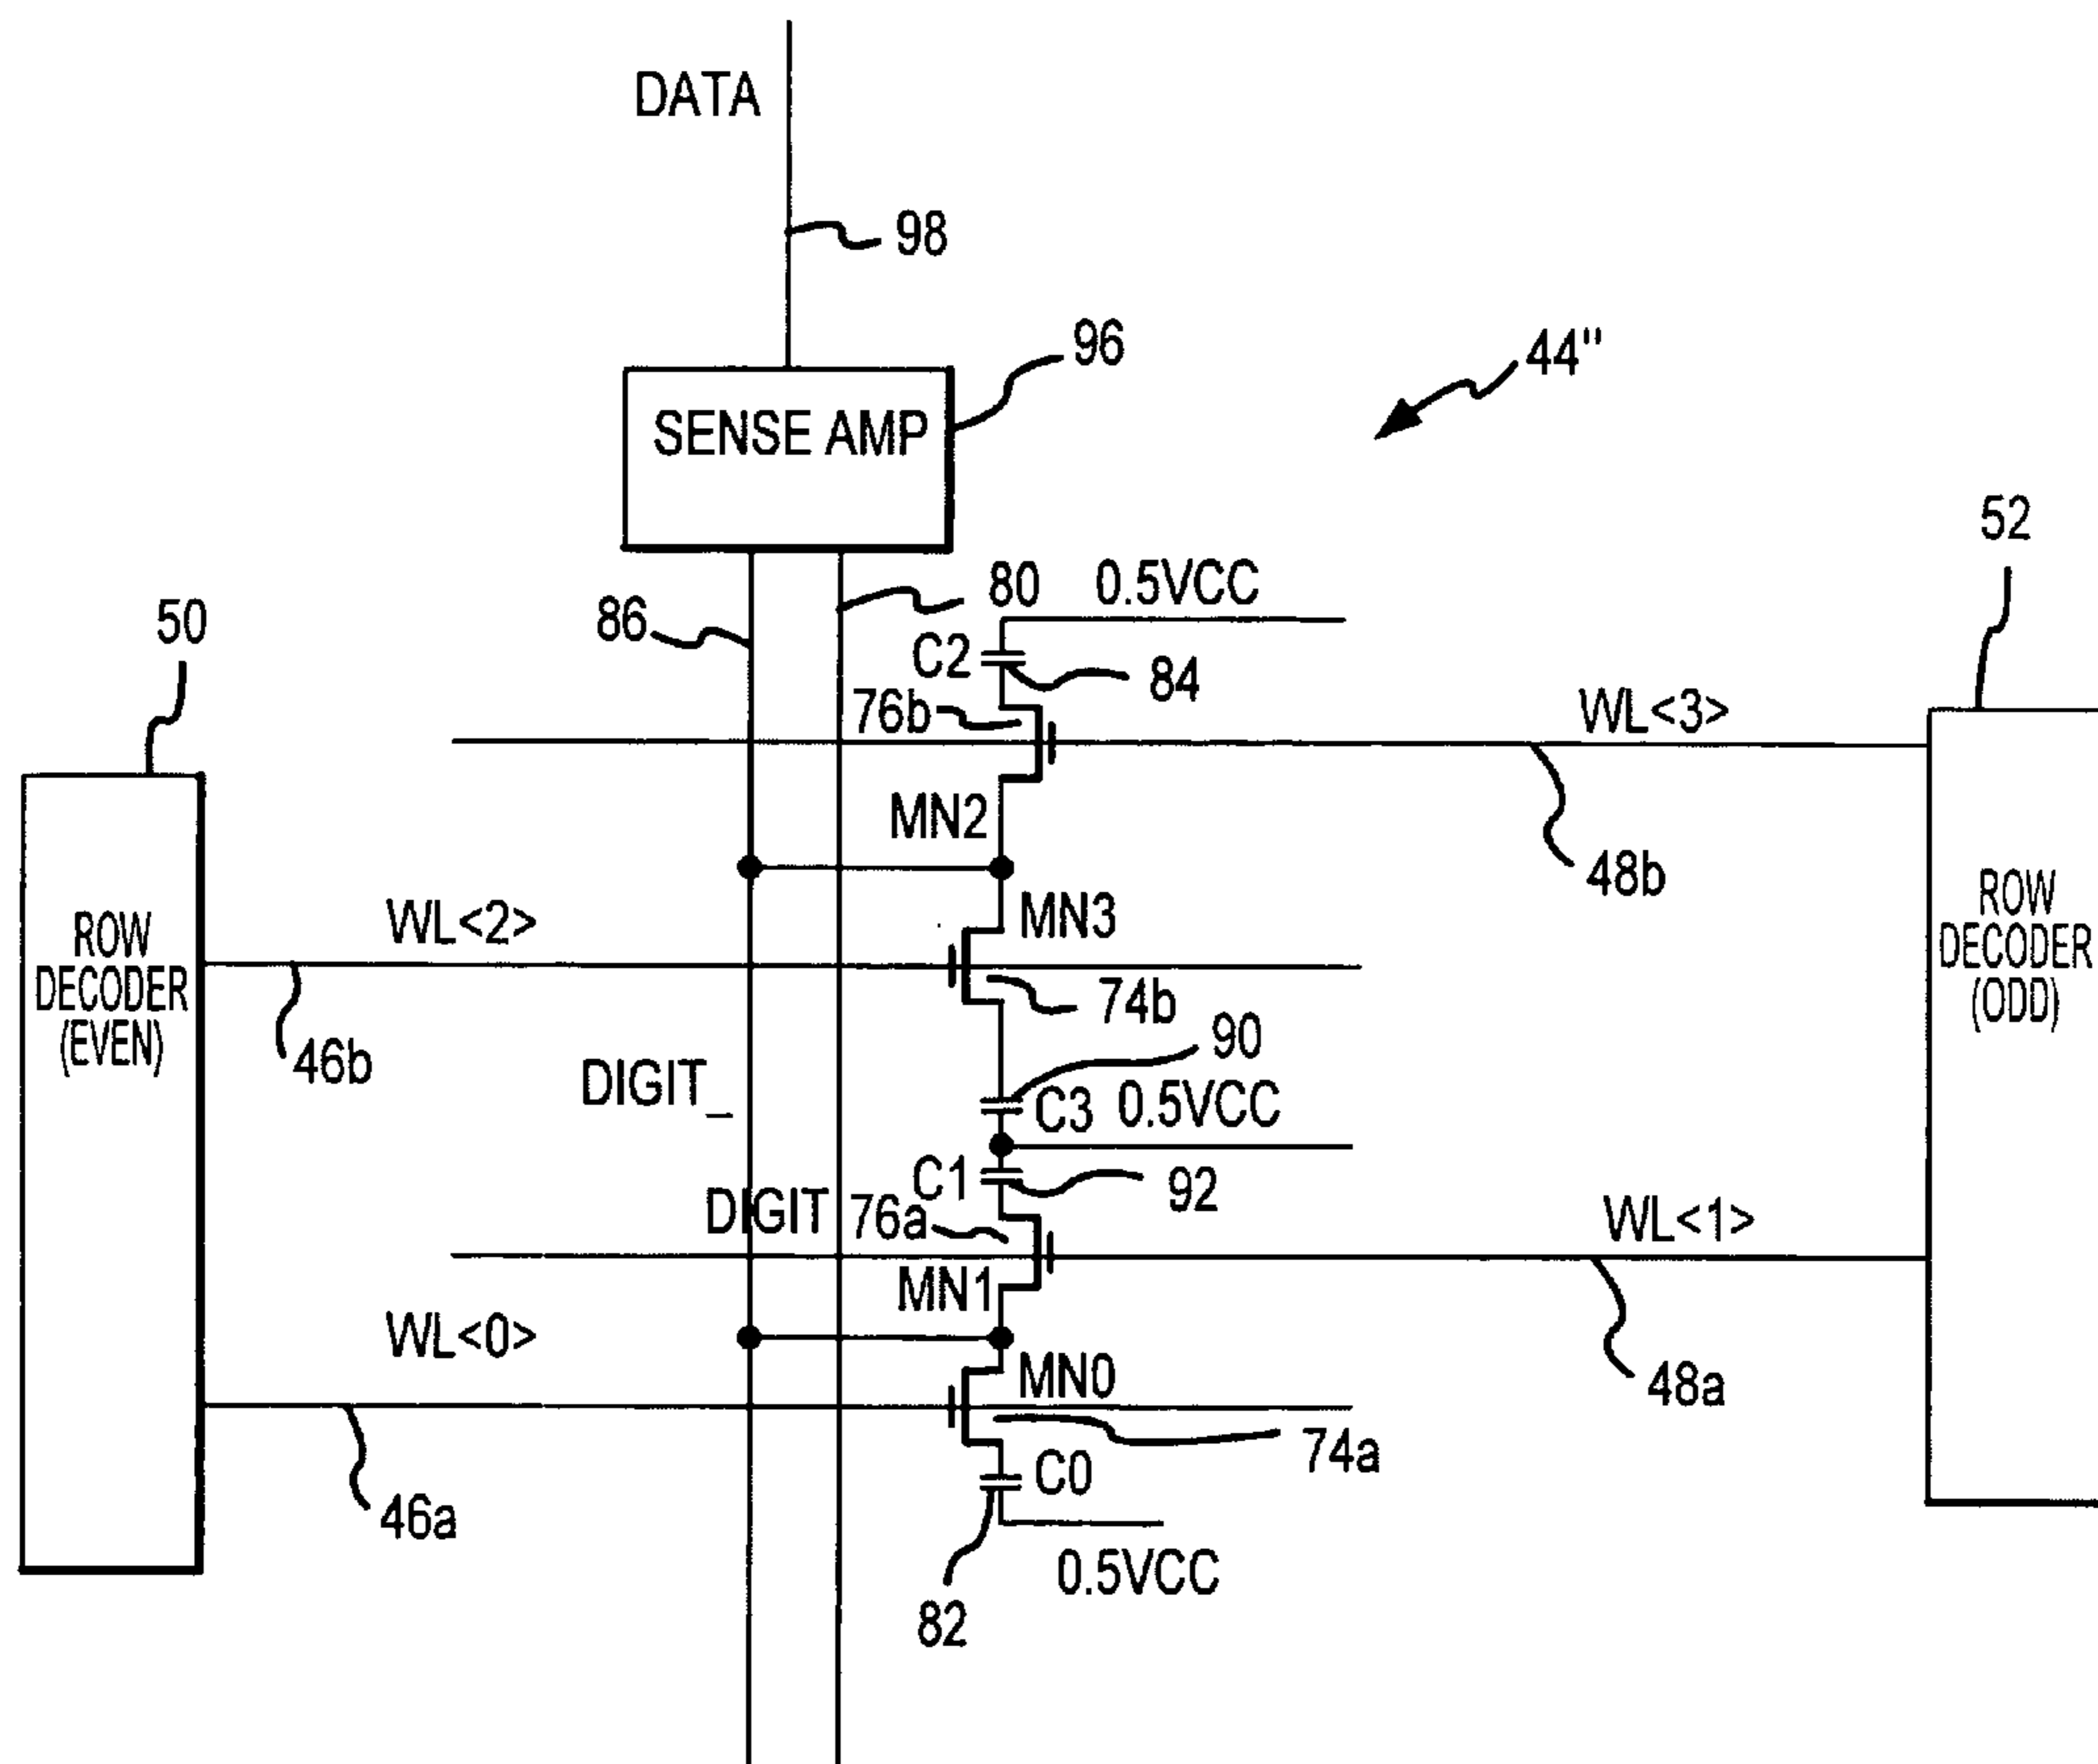 DATA
98
96
44"
SENSE AMP
52
50
86
80
0.5VCC
C2
84
76b
WL<3>
MN2
48b
ROW
DECODER
(EVEN)
WL<2>
MN3
ROW
DECODER
(ODD)
46b
74b
90
DIGIT_
C3
0.5VCC
C1
92
DIGIT
76a
WL<1>
MN1
WL<0>
MN0
48a
74a
46a
C0
0.5VCC
82